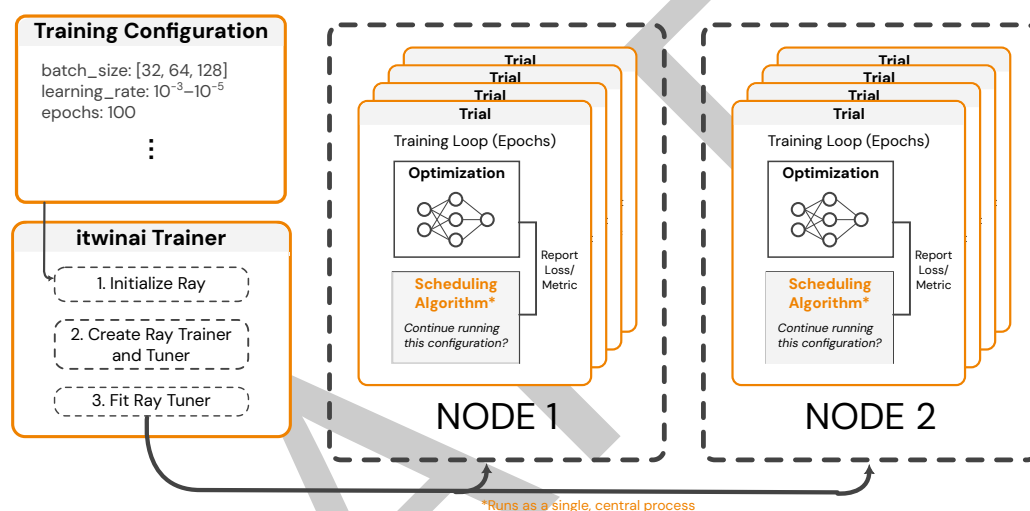 Training Configuration
batch_size: [32, 64, 128]
learning_rate: 10⁻³–10⁻⁵
epochs: 100
⋮
itwinai Trainer
1. Initialize Ray
2. Create Ray Trainer
and Tuner
3. Fit Ray Tuner
Trial
Trial
Trial
Trial
Training Loop (Epochs)
Optimization
Report
Loss/
Metric
Scheduling
Algorithm*
Continue running
this configuration?
NODE 1
Trial
Trial
Trial
Trial
Training Loop (Epochs)
Optimization
Report
Loss/
Metric
Scheduling
Algorithm*
Continue running
this configuration?
NODE 2
*Runs as a single, central process